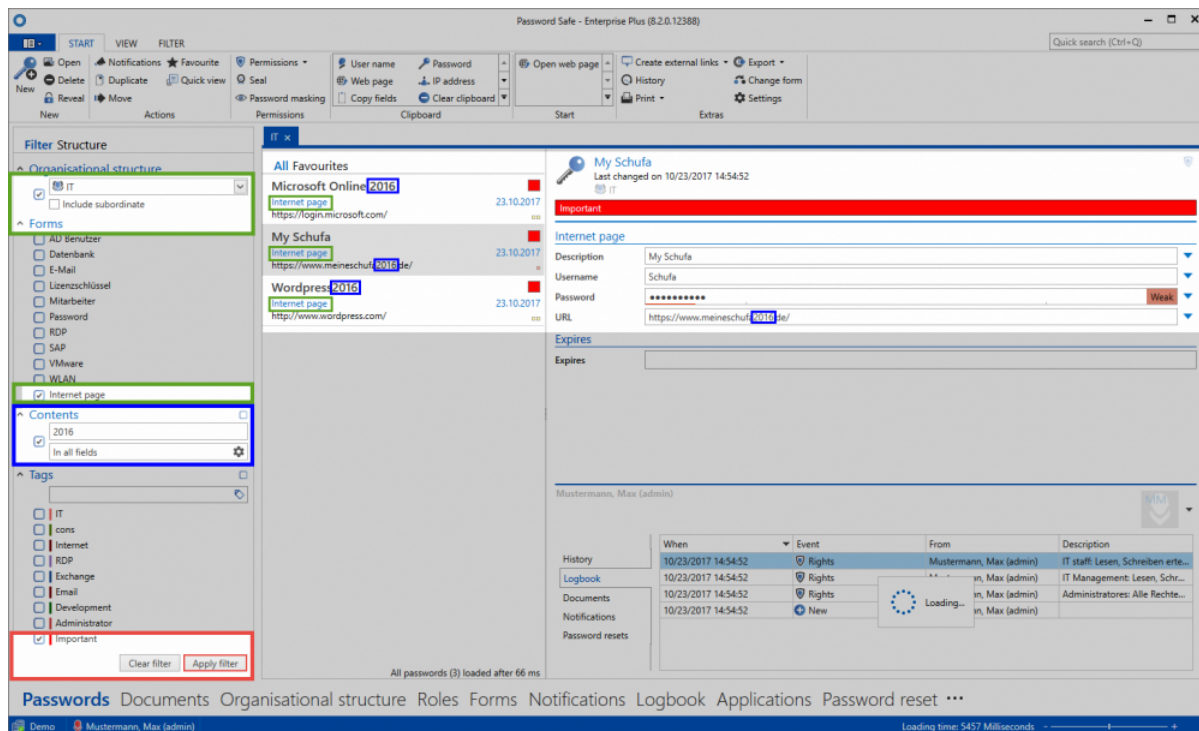 Password Safe - Enterprise Plus (8.2.0.12388)
START VIEW FILTER
Quick search (Ctrl+Q)
New
Open
Delete
Reveal
New
Notifications Favourite
Duplicate Quick view
Move
Actions
Permissions
Seal
Password masking
Permissions
User name Password
Web page IP address
Copy fields Clear clipboard
Clipboard
Open web page
Start
Create external links Export
History Change form
Print Settings
Extras
Filter Structure
Organisational structure
IT
Include subordinate
Forms
AD Benutzer
Datenbank
E-Mail
Lizenzschlüssel
Mitarbeiter
Password
RDP
SAP
VMware
WLAN
Internet page
Contents
2016
In all fields
Tags
IT
cons
Internet
RDP
Exchange
Email
Development
Administrator
Important
Clear filter Apply filter
IT ×
All Favourites
Microsoft Online 2016
Internet page 23.10.2017
https://login.microsoft.com/
My Schufa
Internet page 23.10.2017
https://www.meineschufa2016.de/
Wordpress 2016
Internet page 23.10.2017
http://www.wordpress.com/
All passwords (3) loaded after 66 ms
My Schufa
Last changed on 10/23/2017 14:54:52
IT
Important
Internet page
Description My Schufa
Username Schufa
Password •••••••••• Weak
URL https://www.meineschufa2016.de/
Expires
Expires
Mustermann, Max (admin)
MM
History
Logbook
Documents
Notifications
Password resets
When Event From Description
10/23/2017 14:54:52 Rights Mustermann, Max (admin) IT staff: Lesen, Schreiben erte...
10/23/2017 14:54:52 Rights nn, Max (admin) IT Management: Lesen, Schr...
10/23/2017 14:54:52 Rights nn, Max (admin) Administratores: Alle Rechte...
10/23/2017 14:54:52 New nn, Max (admin)
Loading...
Passwords Documents Organisational structure Roles Forms Notifications Logbook Applications Password reset •••
Demo Mustermann, Max (admin) Loading time: 5457 Milliseconds - +